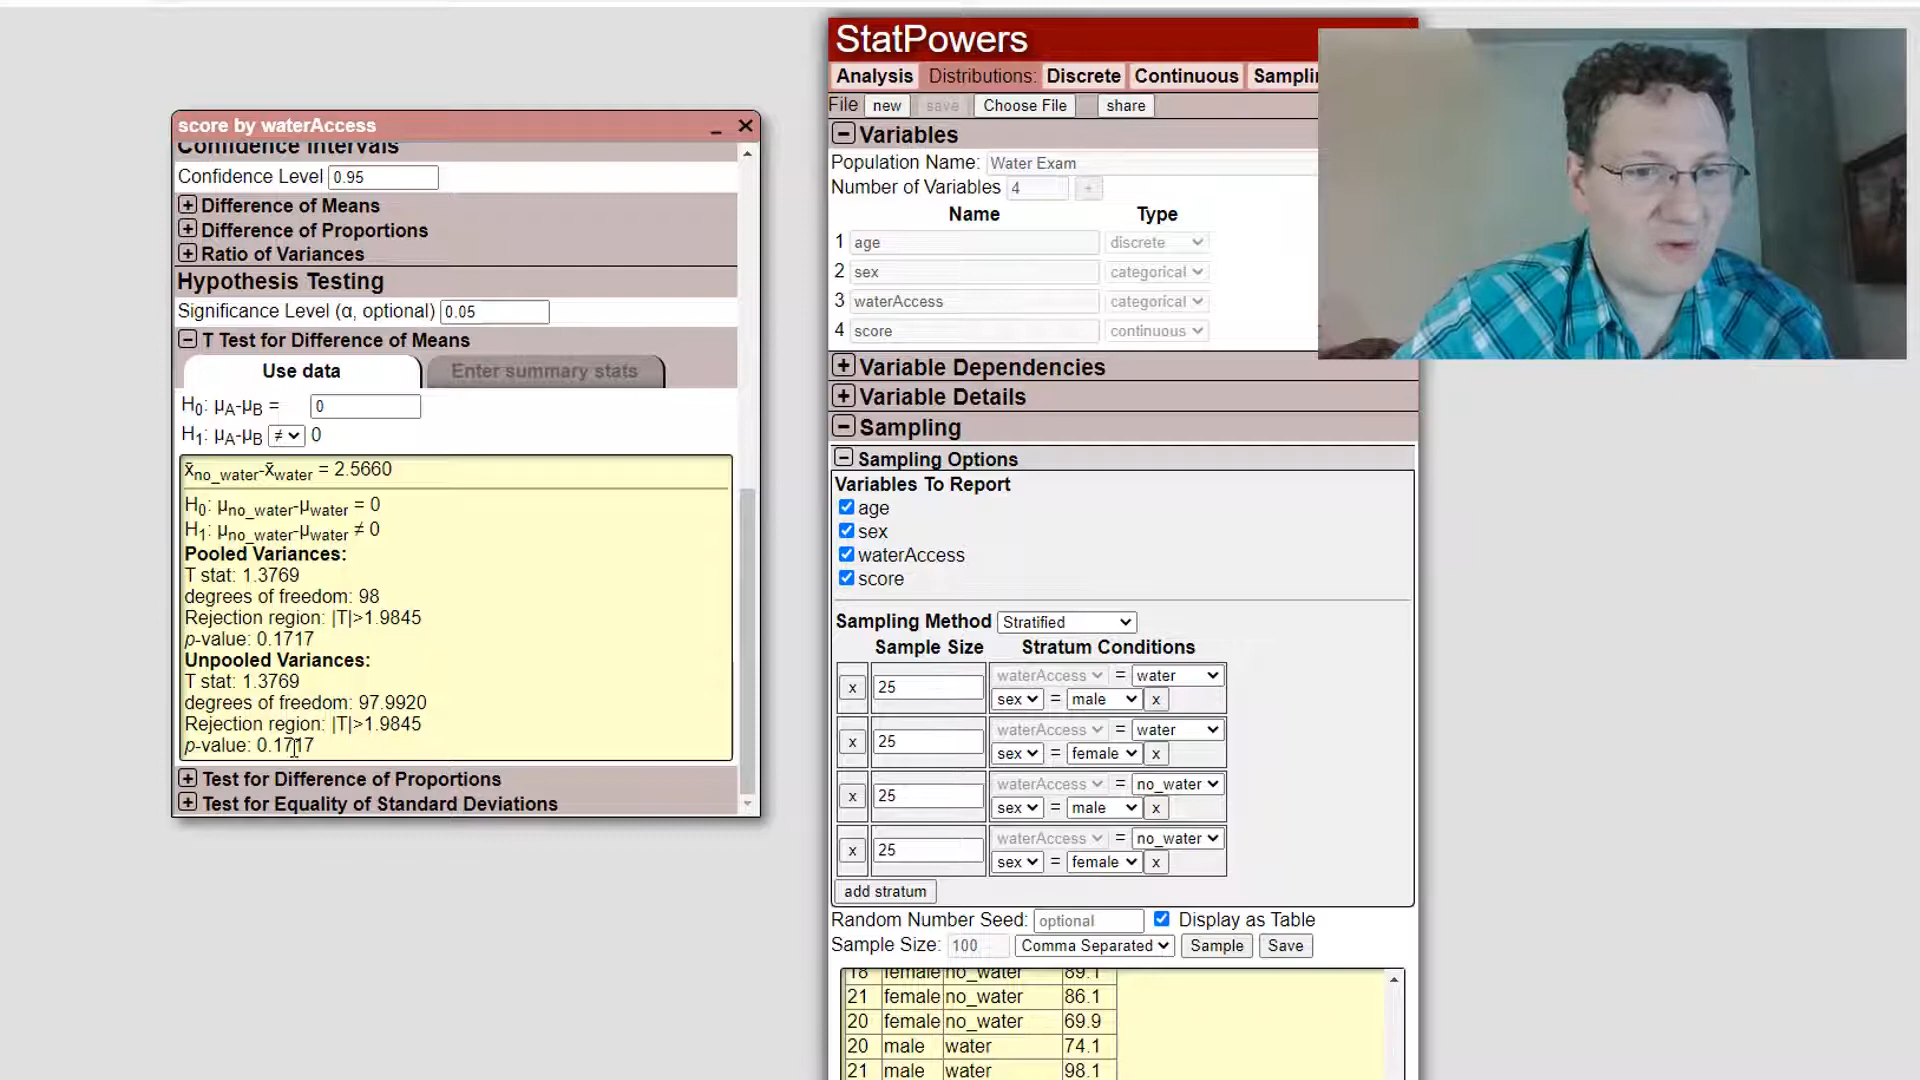 score by waterAccess
Confidence Intervals
Confidence Level 0.95
Difference of Means
Difference of Proportions
Ratio of Variances
Hypothesis Testing
Significance Level (α, optional) 0.05
T Test for Difference of Means
Use data
Enter summary stats
H0: μA-μB = 0
H1: μA-μB ≠ 0
x̄no_water-x̄water = 2.5660
H0: μno_water-μwater = 0
H1: μno_water-μwater ≠ 0
Pooled Variances:
T stat: 1.3769
degrees of freedom: 98
Rejection region: |T|>1.9845
p-value: 0.1717
Unpooled Variances:
T stat: 1.3769
degrees of freedom: 97.9920
Rejection region: |T|>1.9845
p-value: 0.1717
Test for Difference of Proportions
Test for Equality of Standard Deviations
StatPowers
Analysis Distributions: Discrete Continuous
File new save Choose File share
Variables
Population Name: Water Exam
Number of Variables 4 +
Name Type
1 age discrete
2 sex categorical
3 waterAccess categorical
4 score continuous
Variable Dependencies
Variable Details
Sampling
Sampling Options
Variables To Report
age
sex
waterAccess
score
Sampling Method Stratified
Sample Size Stratum Conditions
x 25 waterAccess = water
sex = male x
x 25 waterAccess = water
sex = female x
x 25 waterAccess = no_water
sex = male x
x 25 waterAccess = no_water
sex = female x
add stratum
Random Number Seed: optional Display as Table
Sample Size: 100 Comma Separated Sample Save
18 female no_water 89.1
21 female no_water 86.1
20 female no_water 69.9
20 male water 74.1
21 male water 98.1